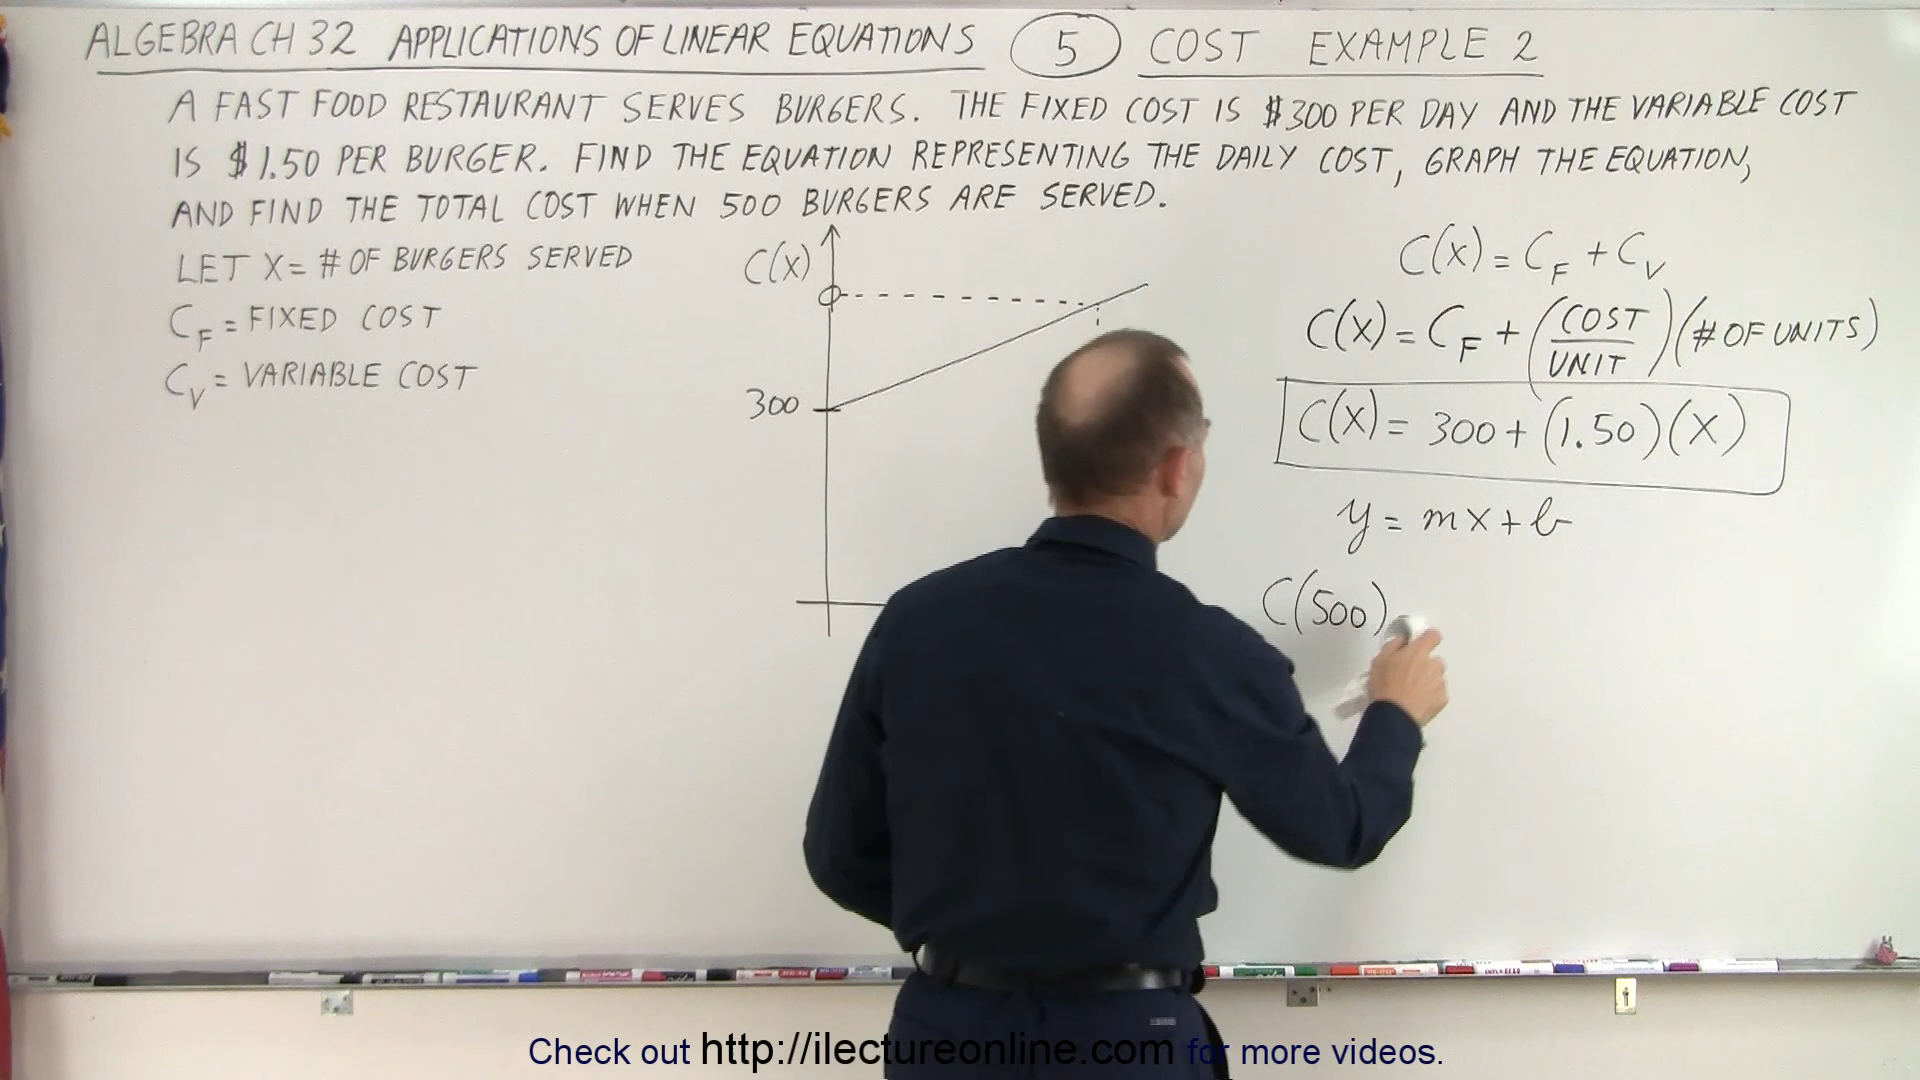 ALGEBRA CH 32 APPLICATIONS OF LINEAR EQUATIONS 5 COST EXAMPLE 2
A FAST FOOD RESTAURANT SERVES BURGERS. THE FIXED COST IS $300 PER DAY AND THE VARIABLE COST
IS $1.50 PER BURGER. FIND THE EQUATION REPRESENTING THE DAILY COST, GRAPH THE EQUATION,
AND FIND THE TOTAL COST WHEN 500 BURGERS ARE SERVED.
LET X = # OF BURGERS SERVED
C_F = FIXED COST
C_V = VARIABLE COST
C(X)
300
C(X) = C_F + C_V
C(X) = C_F + (COST/UNIT)(# OF UNITS)
C(X) = 300 + (1.50)(X)
y = mx + b
C(500)
Check out http://ilectureonline.com for more videos.